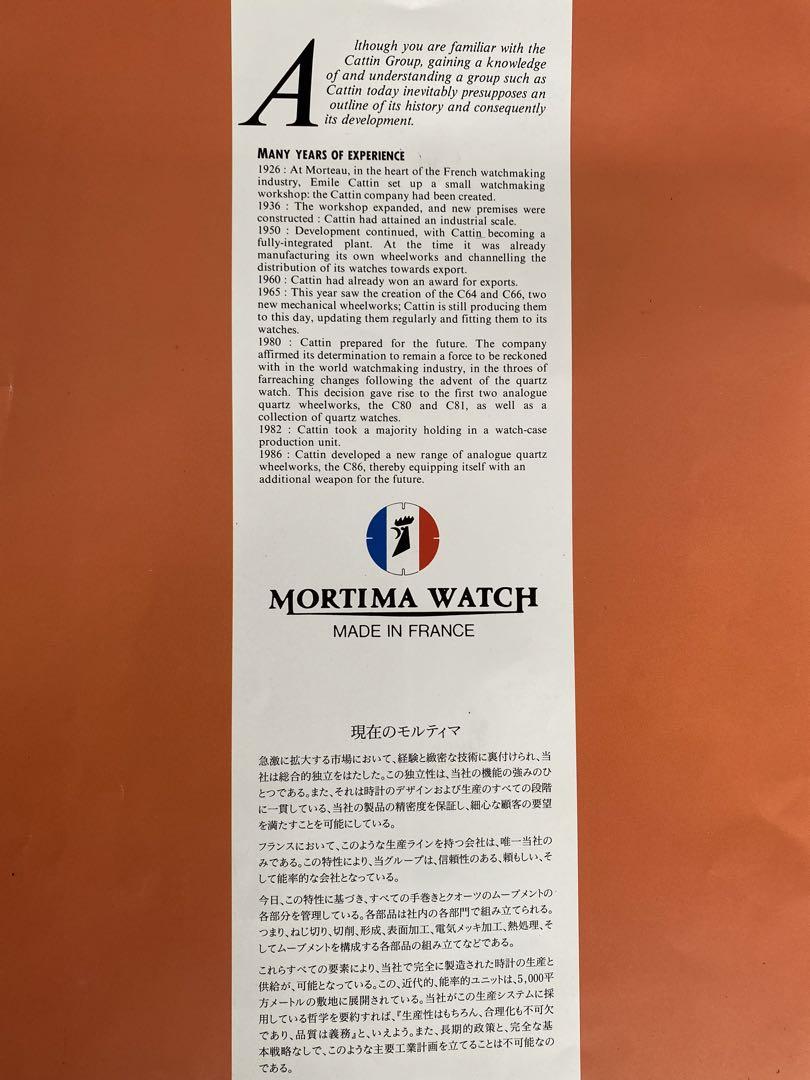 Although you are familiar with the
Cattin Group, gaining a knowledge
of and understanding a group such as
Cattin today inevitably presupposes an
outline of its history and consequently
its development.
MANY YEARS OF EXPERIENCE
1926 : At Morteau, in the heart of the French watchmaking
industry, Emile Cattin set up a small watchmaking
workshop: the Cattin company had been created.
1936 : The workshop expanded, and new premises were
constructed : Cattin had attained an industrial scale.
1950 : Development continued, with Cattin becoming a
fully-integrated plant. At the time it was already
manufacturing its own wheelworks and channelling the
distribution of its watches towards export.
1960 : Cattin had already won an award for exports.
1965 : This year saw the creation of the C64 and C66, two
new mechanical wheelworks; Cattin is still producing them
to this day, updating them regularly and fitting them to its
watches.
1980 : Cattin prepared for the future. The company
affirmed its determination to remain a force to be reckoned
with in the world watchmaking industry, in the throes of
farreaching changes following the advent of the quartz
watch. This decision gave rise to the first two analogue
quartz wheelworks, the C80 and C81, as well as a
collection of quartz watches.
1982 : Cattin took a majority holding in a watch-case
production unit.
1986 : Cattin developed a new range of analogue quartz
wheelworks, the C86, thereby equipping itself with an
additional weapon for the future.
MORTIMA WATCH
MADE IN FRANCE
現在のモルティマ
急激に拡大する市場において、経験と緻密な技術に裏付けられ、当
社は総合的独立をはたした。この独立性は、当社の機能の強みのひ
とつである。また、それは時計のデザインおよび生産のすべての段階
に一貫している、当社の製品の精密度を保証し、細心な顧客の要望
を満たすことを可能にしている。
フランスにおいて、このような生産ラインを持つ会社は、唯一当社の
みである。この特性により、当グループは、信頼性のある、頼もしい、そ
して能率的な会社となっている。
今日、この特性に基づき、すべての手巻きとクオーツのムーブメントの
各部分を管理している。各部品は社内の各部門で組み立てられる。
つまり、ねじ切り、切削、形成、表面加工、電気メッキ加工、熱処理、そ
してムーブメントを構成する各部品の組み立てなどである。
これらすべての要素により、当社で完全に製造された時計の生産と
供給が、可能となっている。この、近代的、能率的ユニットは、5,000平
方メートルの敷地に展開されている。当社がこの生産システムに採
用している哲学を要約すれば、『生産性はもちろん、合理化も不可欠
であり、品質は義務』と、いえよう。また、長期的政策と、完全な基
本戦略なしで、このような主要工業計画を立てることは不可能なの
である。